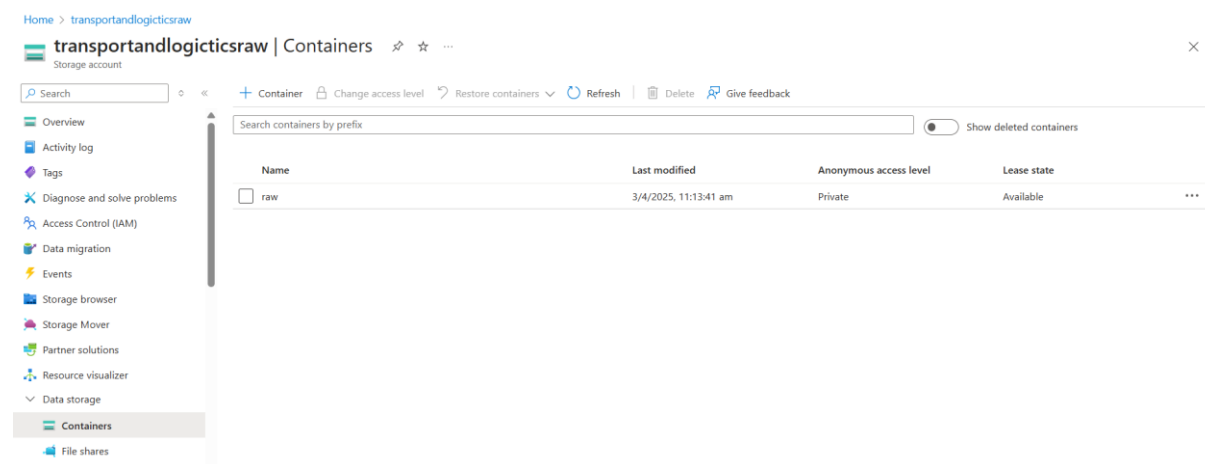 Home > transportandlogicticsraw
transportandlogicticsraw | Containers ...
Storage account
Search
+ Container Change access level Restore containers Refresh Delete Give feedback
Search containers by prefix
Show deleted containers
Name Last modified Anonymous access level Lease state
raw 3/4/2025, 11:13:41 am Private Available ...
Overview
Activity log
Tags
Diagnose and solve problems
Access Control (IAM)
Data migration
Events
Storage browser
Storage Mover
Partner solutions
Resource visualizer
Data storage
Containers
File shares